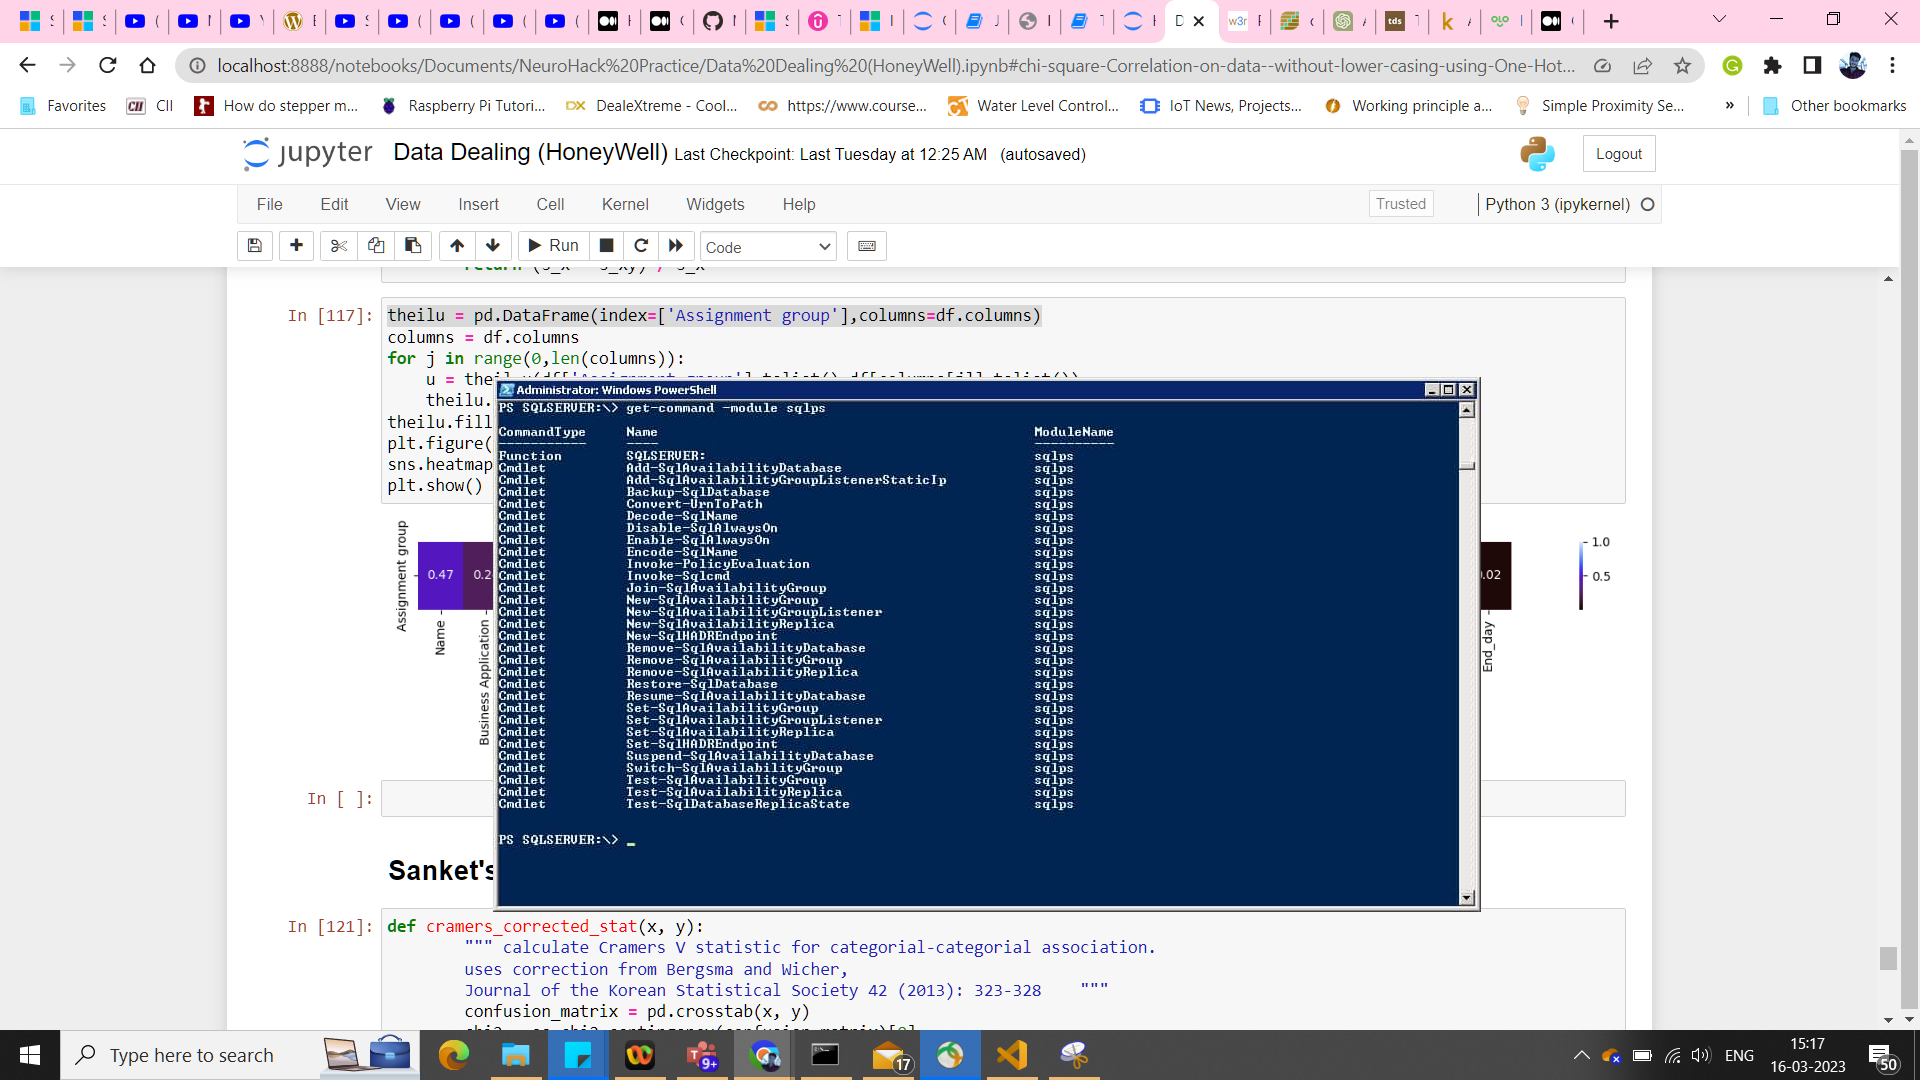 localhost:8888/notebooks/Documents/NeuroHack%20Practice/Data%20Dealing%20(HoneyWell).ipynb#chi-square-Correlation-on-data--without-lower-casing-using-One-Hot...
Favorites CII How do stepper m... Raspberry Pi Tutori... DX DealeXtreme - Cool... https://www.course... Water Level Control... IoT News, Projects... Working principle a... Simple Proximity Se... » Other bookmarks
jupyter Data Dealing (HoneyWell) Last Checkpoint: Last Tuesday at 12:25 AM (autosaved) Logout
File Edit View Insert Cell Kernel Widgets Help Trusted Python 3 (ipykernel)
Run Code
In [117]: theilu = pd.DataFrame(index=['Assignment group'],columns=df.columns)
columns = df.columns
for j in range(0,len(columns)):
u =
theilu.
theilu.fill
plt.figure(
sns.heatmap
plt.show()
Administrator: Windows PowerShell
PS SQLSERVER:\> get-command -module sqlps
CommandType Name ModuleName
----------- ---- ----------
Function SQLSERVER: sqlps
Cmdlet Add-SqlAvailabilityDatabase sqlps
Cmdlet Add-SqlAvailabilityGroupListenerStaticIp sqlps
Cmdlet Backup-SqlDatabase sqlps
Cmdlet Convert-UrnToPath sqlps
Cmdlet Decode-SqlName sqlps
Cmdlet Disable-SqlAlwaysOn sqlps
Cmdlet Enable-SqlAlwaysOn sqlps
Cmdlet Encode-SqlName sqlps
Cmdlet Invoke-PolicyEvaluation sqlps
Cmdlet Invoke-Sqlcmd sqlps
Cmdlet Join-SqlAvailabilityGroup sqlps
Cmdlet New-SqlAvailabilityGroup sqlps
Cmdlet New-SqlAvailabilityGroupListener sqlps
Cmdlet New-SqlAvailabilityReplica sqlps
Cmdlet New-SqlHADREndpoint sqlps
Cmdlet Remove-SqlAvailabilityDatabase sqlps
Cmdlet Remove-SqlAvailabilityGroup sqlps
Cmdlet Remove-SqlAvailabilityReplica sqlps
Cmdlet Restore-SqlDatabase sqlps
Cmdlet Resume-SqlAvailabilityDatabase sqlps
Cmdlet Set-SqlAvailabilityGroup sqlps
Cmdlet Set-SqlAvailabilityGroupListener sqlps
Cmdlet Set-SqlAvailabilityReplica sqlps
Cmdlet Set-SqlHADREndpoint sqlps
Cmdlet Suspend-SqlAvailabilityDatabase sqlps
Cmdlet Switch-SqlAvailabilityGroup sqlps
Cmdlet Test-SqlAvailabilityGroup sqlps
Cmdlet Test-SqlAvailabilityReplica sqlps
Cmdlet Test-SqlDatabaseReplicaState sqlps
PS SQLSERVER:\> _
Assignment group
0.47 0.2 .02
1.0
0.5
Name
Business Application
End_day
In [ ]:
Sanket's
In [121]: def cramers_corrected_stat(x, y):
""" calculate Cramers V statistic for categorial-categorial association.
uses correction from Bergsma and Wicher,
Journal of the Korean Statistical Society 42 (2013): 323-328 """
confusion_matrix = pd.crosstab(x, y)
Type here to search
9+
17
ENG
15:17
16-03-2023
50